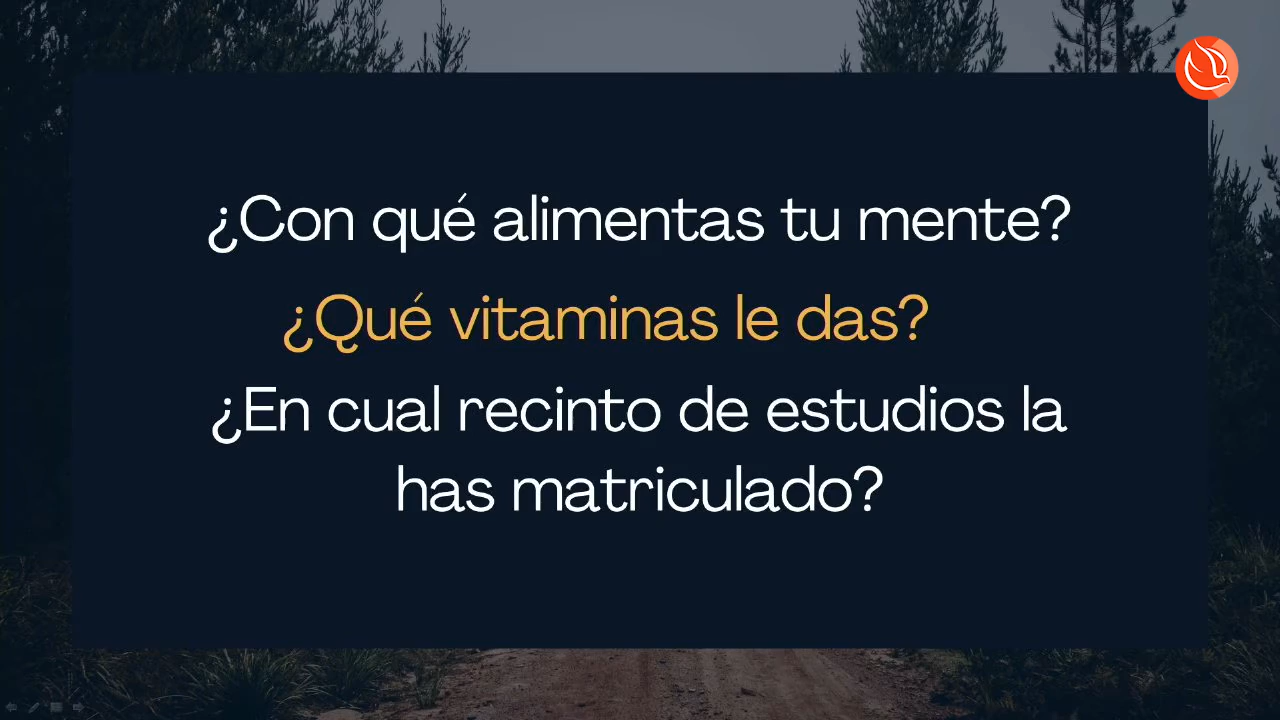 ¿Con qué alimentas tu mente?
¿Qué vitaminas le das?
¿En cual recinto de estudios la
has matriculado?